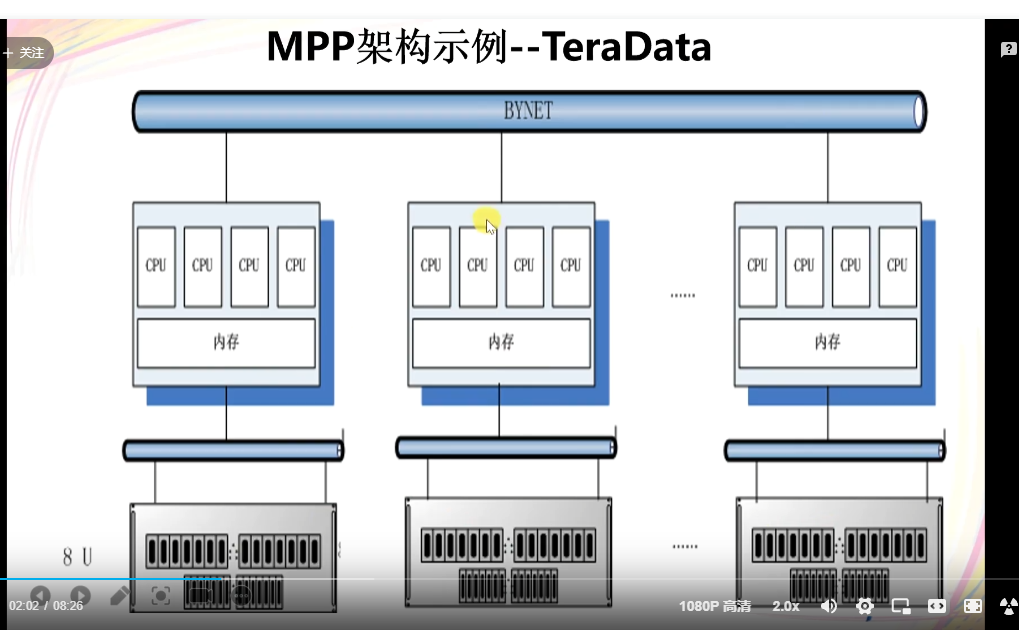 MPP架构示例--TeraData
+ 关注
BYNET
CPU CPU CPU CPU
CPU CPU CPU CPU
CPU CPU CPU CPU
......
内存
内存
内存
8 U
......
02:02 / 08:26
1080P 高清
2.0x